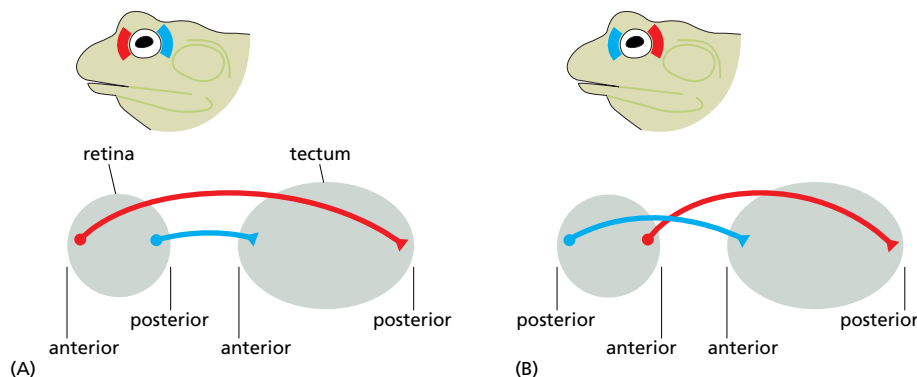 retina
tectum
posterior
posterior
anterior
anterior
(A)
posterior
posterior
anterior
anterior
(B)